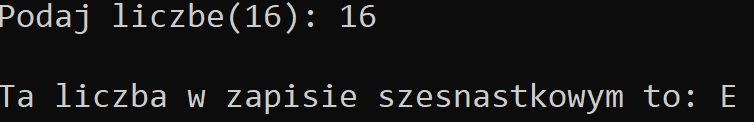 Podaj liczbe(16): 16
Ta liczba w zapisie szesnastkowym to: E